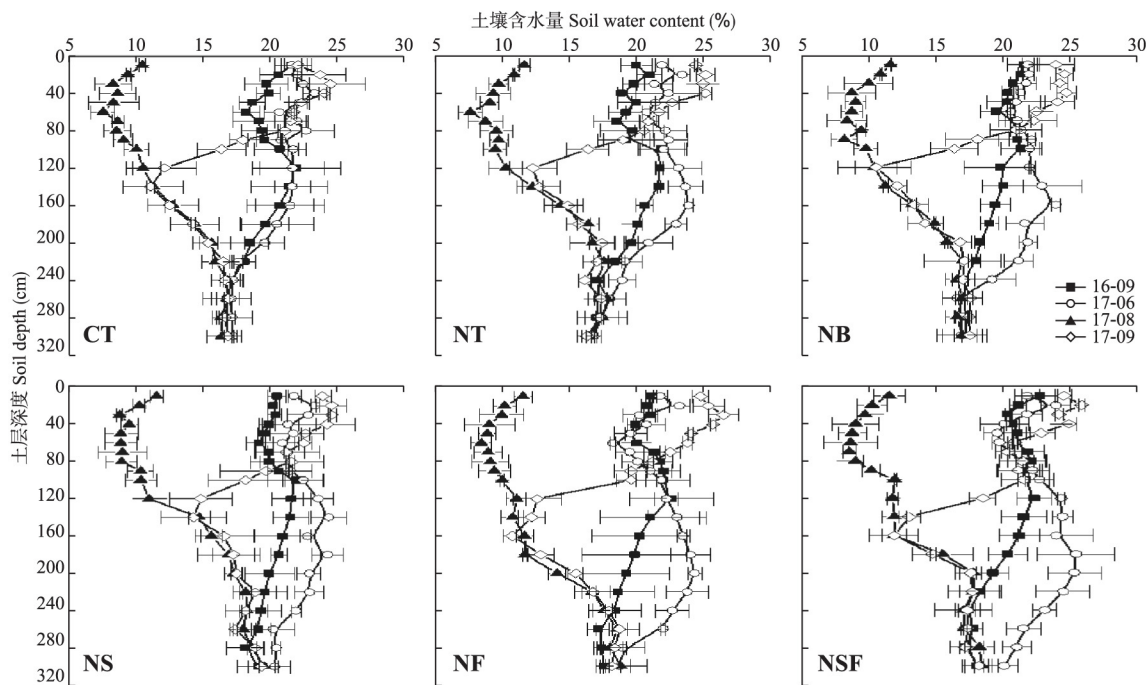 土壤含水量 Soil water content (%)
5 10 15 20 25 30 5 10 15 20 25 30 5 10 15 20 25 30
0
40
80
120
160
200
240
280
320
CT
NT
NB
16-09
17-06
17-08
17-09
土层深度 Soil depth (cm)
0
40
80
120
160
200
240
280
320
NS
NF
NSF